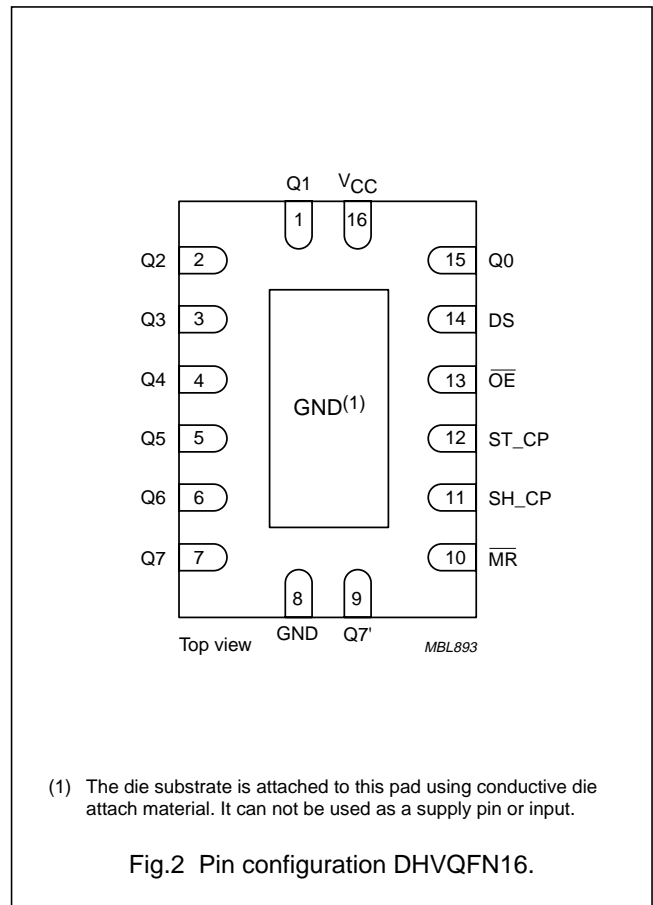 Q1 VCC
1 16
Q2 2 15 Q0
Q3 3 14 DS
Q4 4 13 OE
GND(1)
Q5 5 12 ST_CP
Q6 6 11 SH_CP
Q7 7 10 MR
8 9
Top view GND Q7' MBL893
(1) The die substrate is attached to this pad using conductive die
attach material. It can not be used as a supply pin or input.
Fig.2 Pin configuration DHVQFN16.